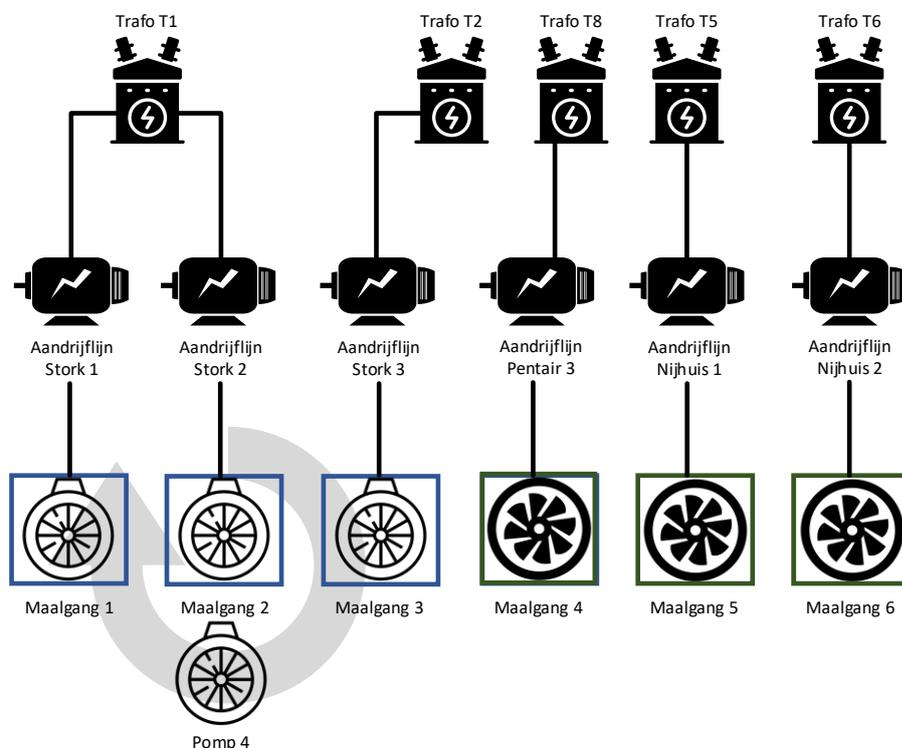 Trafo T1
Trafo T2
Trafo T8
Trafo T5
Trafo T6
Aandrijflijn
Stork 1
Aandrijflijn
Stork 2
Aandrijflijn
Stork 3
Aandrijflijn
Pentair 3
Aandrijflijn
Nijhuis 1
Aandrijflijn
Nijhuis 2
Maalgang 1
Maalgang 2
Maalgang 3
Maalgang 4
Maalgang 5
Maalgang 6
Pomp 4